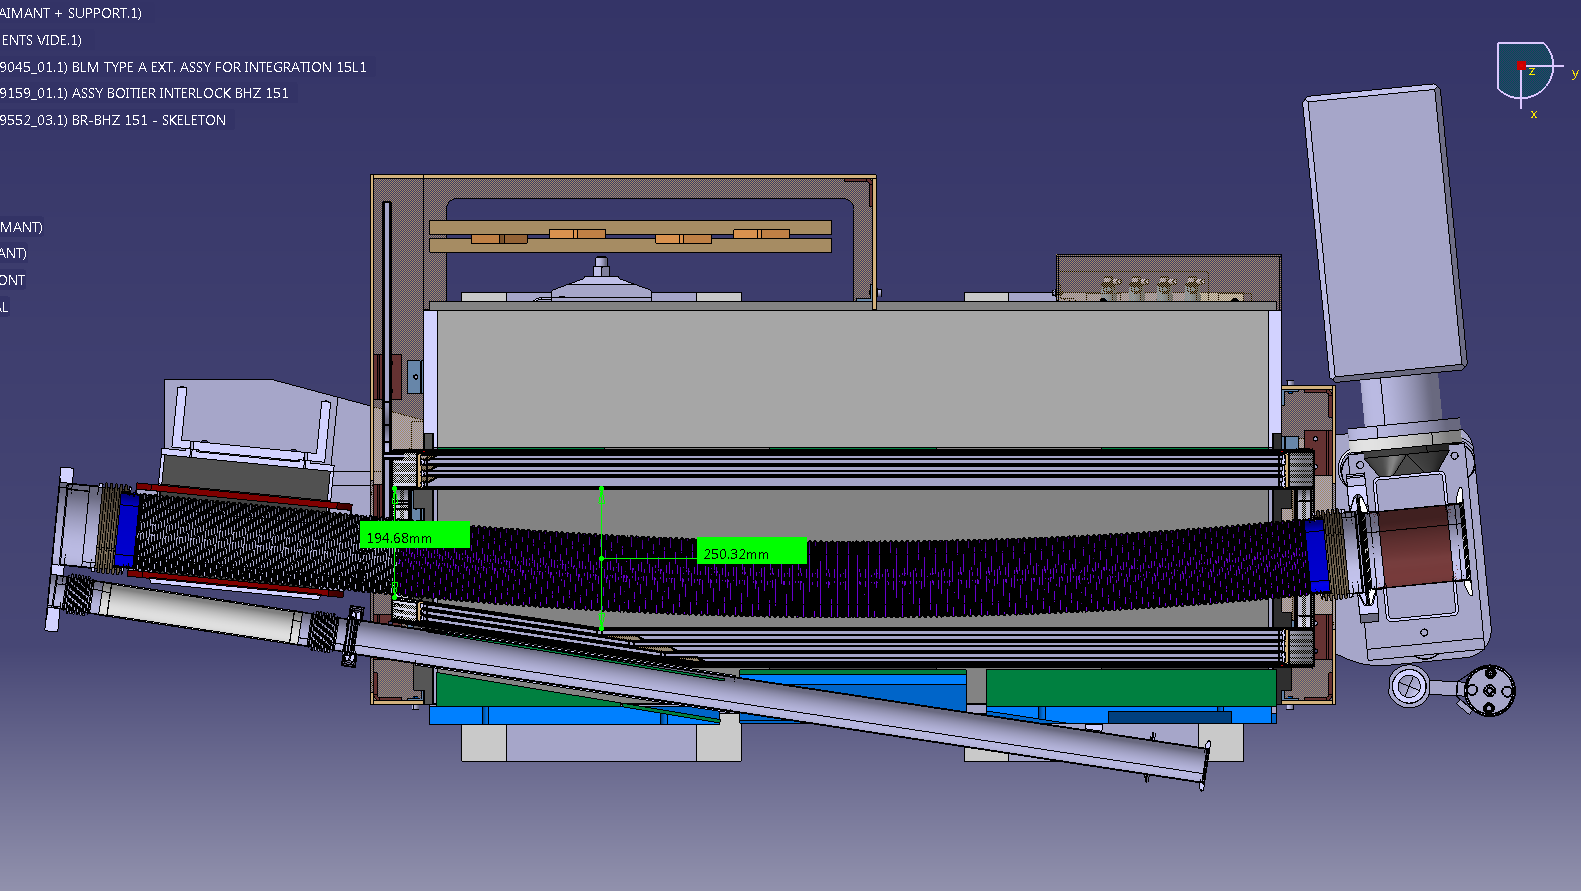 AIMANT + SUPPORT.1)
ENTS VIDE.1)
9045_01.1) BLM TYPE A EXT. ASSY FOR INTEGRATION 15L1
9159_01.1) ASSY BOITIER INTERLOCK BHZ 151
9552_03.1) BR-BHZ 151 - SKELETON
z
y
x
MANT)
ANT)
ONT
AL
194.68mm
250.32mm